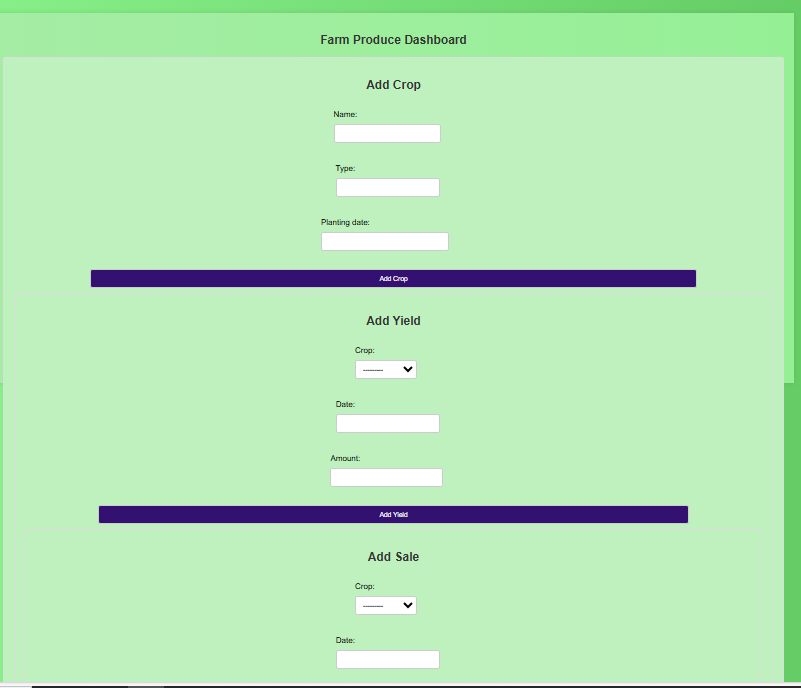 Farm Produce Dashboard
Add Crop
Name:
Type:
Planting date:
Add Crop
Add Yield
Crop:
---------
Date:
Amount:
Add Yield
Add Sale
Crop:
---------
Date: